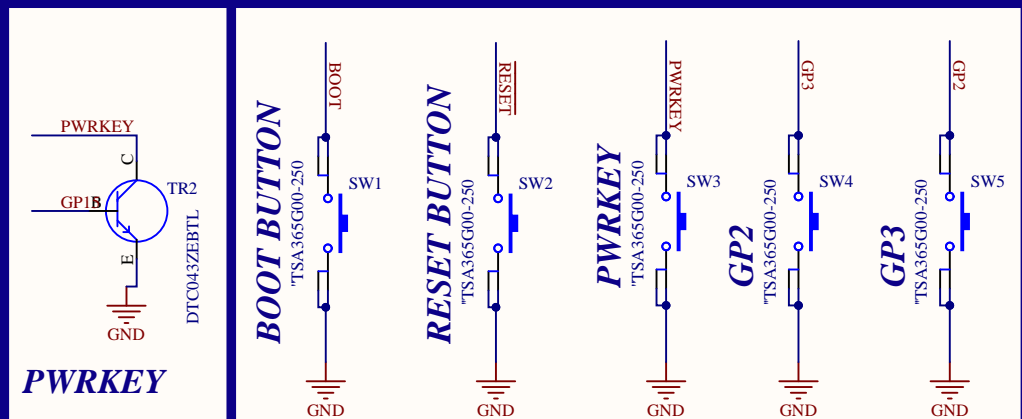 PWRKEY
C
TR2
GP1B
E
DTC043ZEBTL
GND
PWRKEY
BOOT
BOOT BUTTON
"TSA365G00-250
SW1
GND
RESET
RESET BUTTON
"TSA365G00-250
SW2
GND
PWRKEY
PWRKEY
"TSA365G00-250
SW3
GND
GP3
GP2
"TSA365G00-250
SW4
GND
GP2
GP3
"TSA365G00-250
SW5
GND